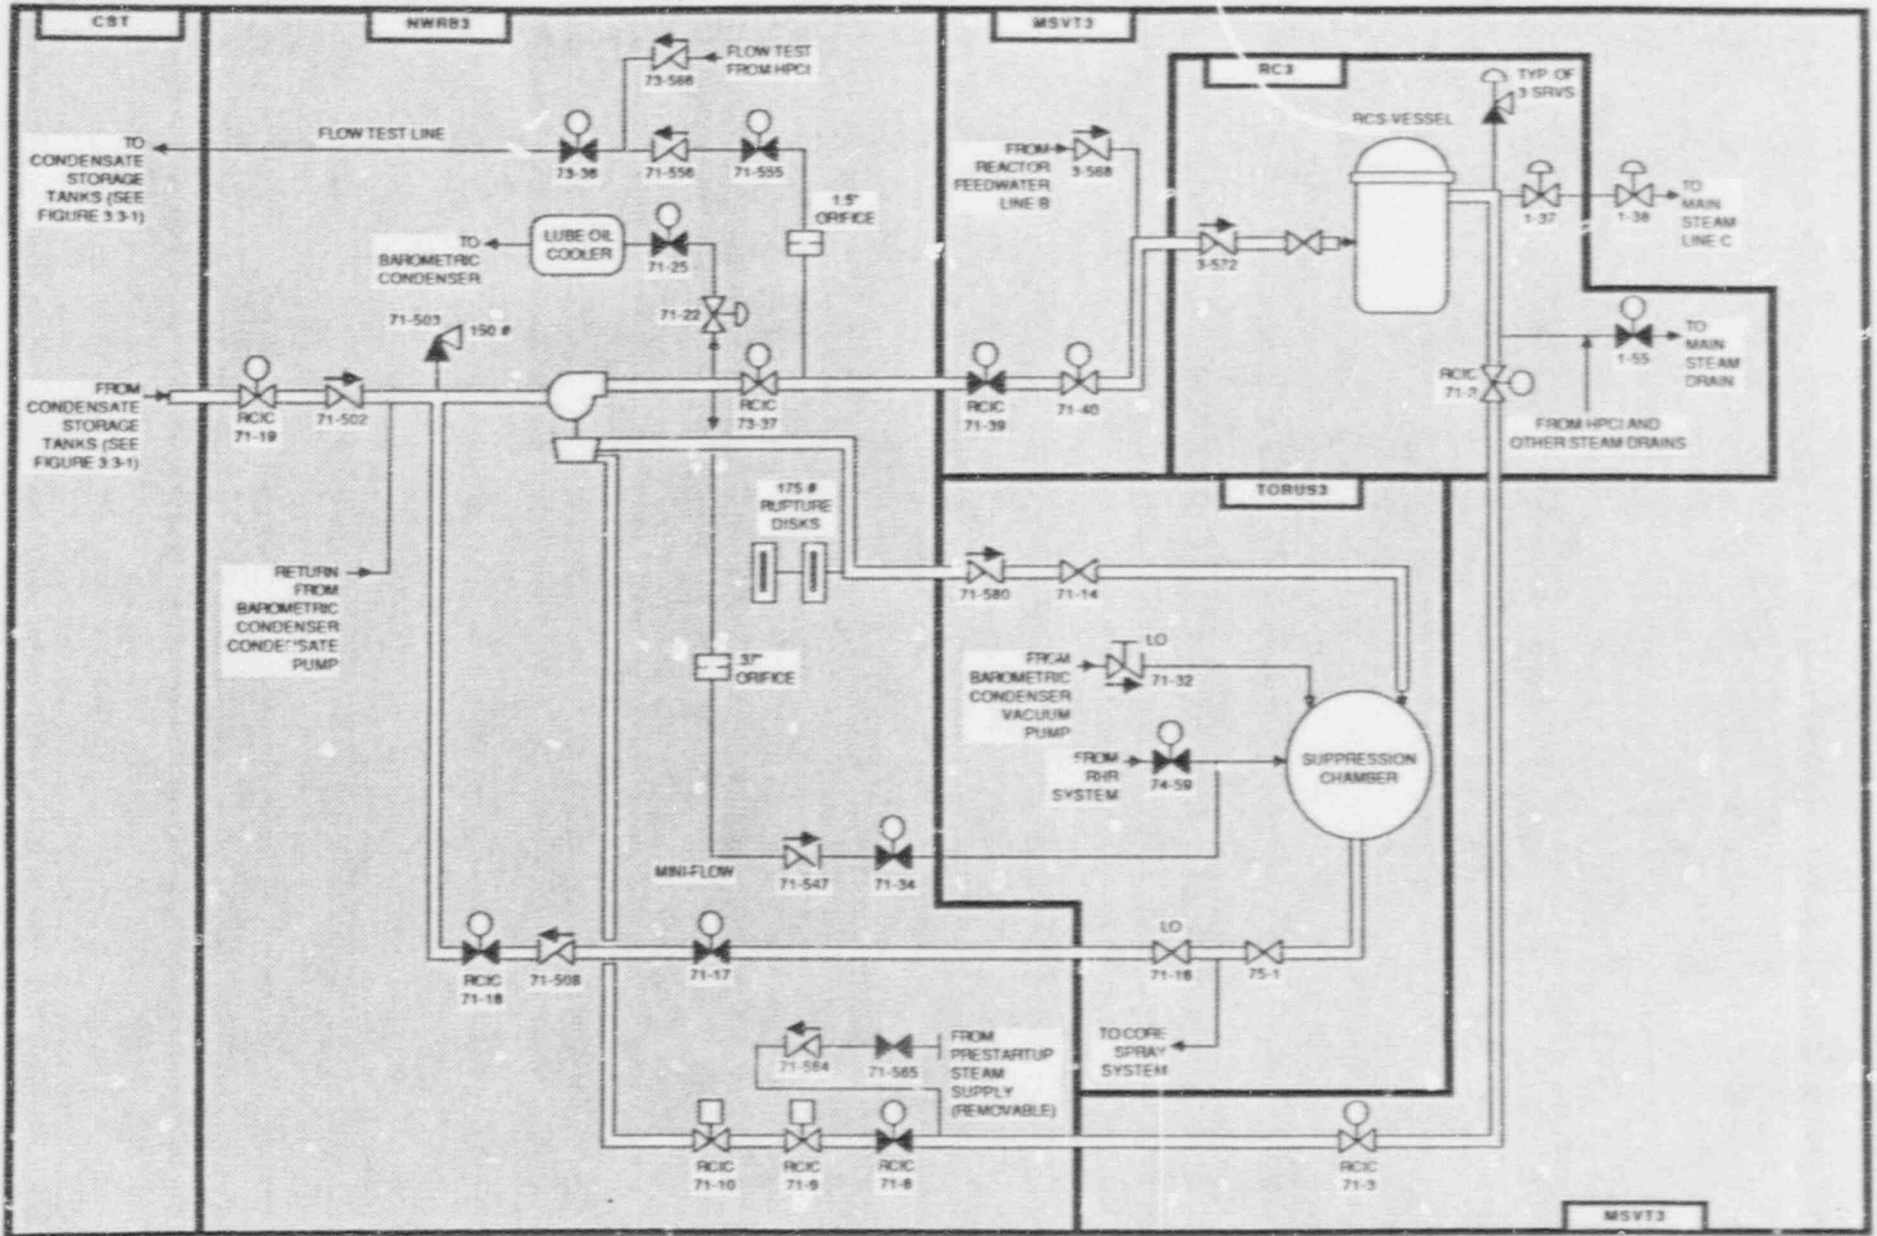 CST
NWRB3
MSVT3
RC3
FLOW TEST
FROM HPCI
73-566
TYP. OF
3 SRVS
TO
CONDENSATE
STORAGE
TANKS (SEE
FIGURE 3.3-1)
FLOW TEST LINE
73-36
71-556
71-555
FROM
REACTOR
FEEDWATER
LINE B
3-568
RCS-VESSEL
1-37
1-38
TO
MAIN
STEAM
LINE C
1.5"
ORIFICE
TO
BAROMETRIC
CONDENSER
LUBE OIL
COOLER
71-25
3-572
71-503
150 #
71-22
1-55
TO
MAIN
STEAM
DRAIN
FROM
CONDENSATE
STORAGE
TANKS (SEE
FIGURE 3.3-1)
RCIC
71-19
71-502
RCIC
73-37
RCIC
71-39
71-40
RCIC
71-2
FROM HPCI AND
OTHER STEAM DRAINS
TORUS3
175 #
RUPTURE
DISKS
RETURN
FROM
BAROMETRIC
CONDENSER
CONDENSATE
PUMP
71-580
71-14
.37"
ORIFICE
FROM
BAROMETRIC
CONDENSER
VACUUM
PUMP
LO
71-32
FROM
RHR
SYSTEM
74-59
SUPPRESSION
CHAMBER
MINI-FLOW
71-547
71-34
RCIC
71-18
71-508
71-17
LO
71-16
75-1
TO CORE
SPRAY
SYSTEM
71-584
71-565
FROM
PRESTARTUP
STEAM
SUPPLY
(REMOVABLE)
RCIC
71-10
RCIC
71-9
RCIC
71-8
RCIC
71-3
MSVT3